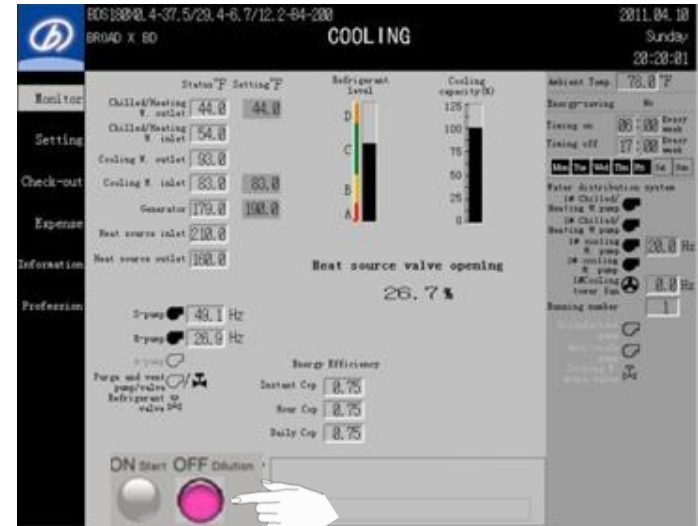 BDS180X0.4-37.5/29.4-6.7/12.2-84-200
BROAD X BD
COOLING
2011.04.10
Sunday
20:20:01
Monitor
Setting
Check-out
Expense
Information
Profession
Status°F Setting°F
Chilled/Heating W. outlet 44.0 44.0
Chilled/Heating W. inlet 54.0
Cooling W. outlet 93.0
Cooling W. inlet 83.0 83.0
Generator 179.0 190.0
Heat source inlet 210.0
Heat source outlet 160.0
S-pump 49.1 Hz
R-pump 26.9 Hz
Purge and vent pump/valve
Refrigerant valve
Refrigerant level
D
C
B
A
Cooling capacity(%)
125
100
75
50
25
0
Heat source valve opening
26.7%
Energy Efficiency
Instant Cop 0.75
Hour Cop 0.75
Daily Cop 0.75
Ambient Temp. 78.0 °F
Energy-saving No
Timing on 06:00 Every week
Timing off 17:00 Every week
Mon Tue Wed Thu Fri Sat Sun
Water distribution system
1# Chilled/
Heating W pump
1# Chilled/
Heating W pump
1# cooling
W. pump 20.0 Hz
2# cooling
W. pump
1#Cooling
tower fan 0.0 Hz
Running number 1
ON Start OFF Dilution